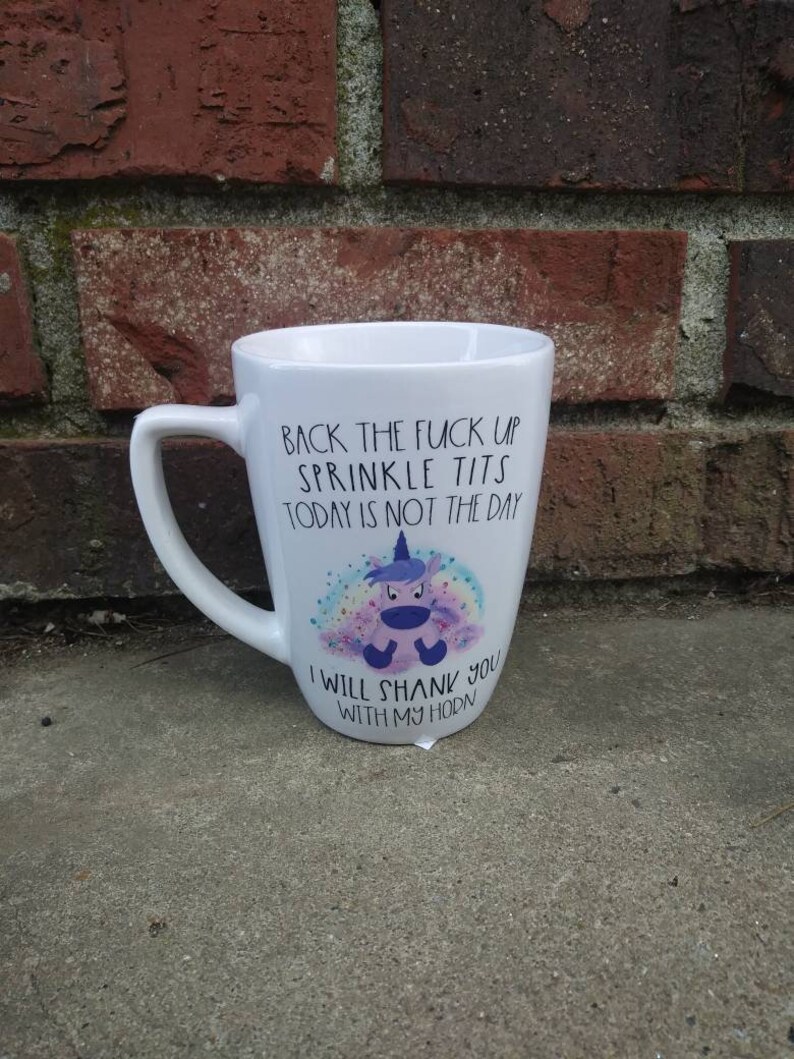 BACK THE FUCK UP
SPRINKLE TITS
TODAY IS NOT THE DAY
I WILL SHANK YOU
WITH MY HORN